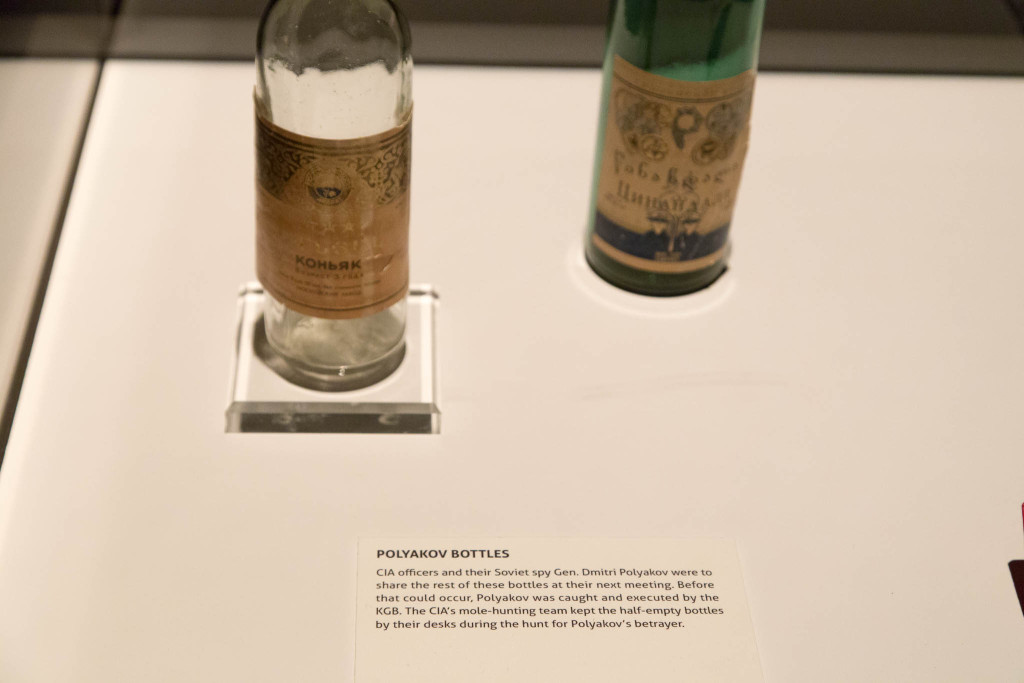 КОНЬЯК
წინანდალი
Цинандали
POLYAKOV BOTTLES
CIA officers and their Soviet spy Gen. Dmitri Polyakov were to
share the rest of these bottles at their next meeting. Before
that could occur, Polyakov was caught and executed by the
KGB. The CIA's mole-hunting team kept the half-empty bottles
by their desks during the hunt for Polyakov's betrayer.